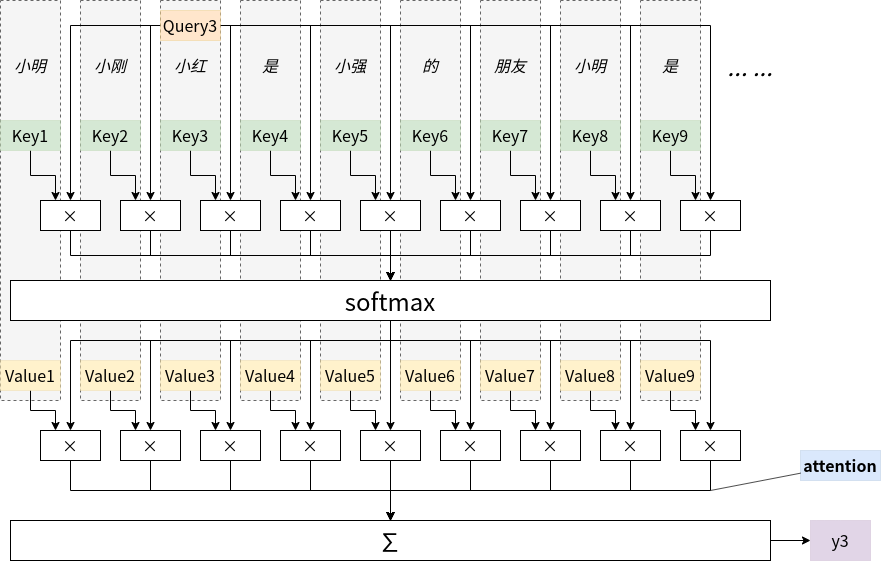 Query3
小明 小刚 小红 是 小强 的 朋友 小明 是 ... ...
Key1 Key2 Key3 Key4 Key5 Key6 Key7 Key8 Key9
× × × × × × × × ×
softmax
Value1 Value2 Value3 Value4 Value5 Value6 Value7 Value8 Value9
× × × × × × × × ×
attention
Σ
y3